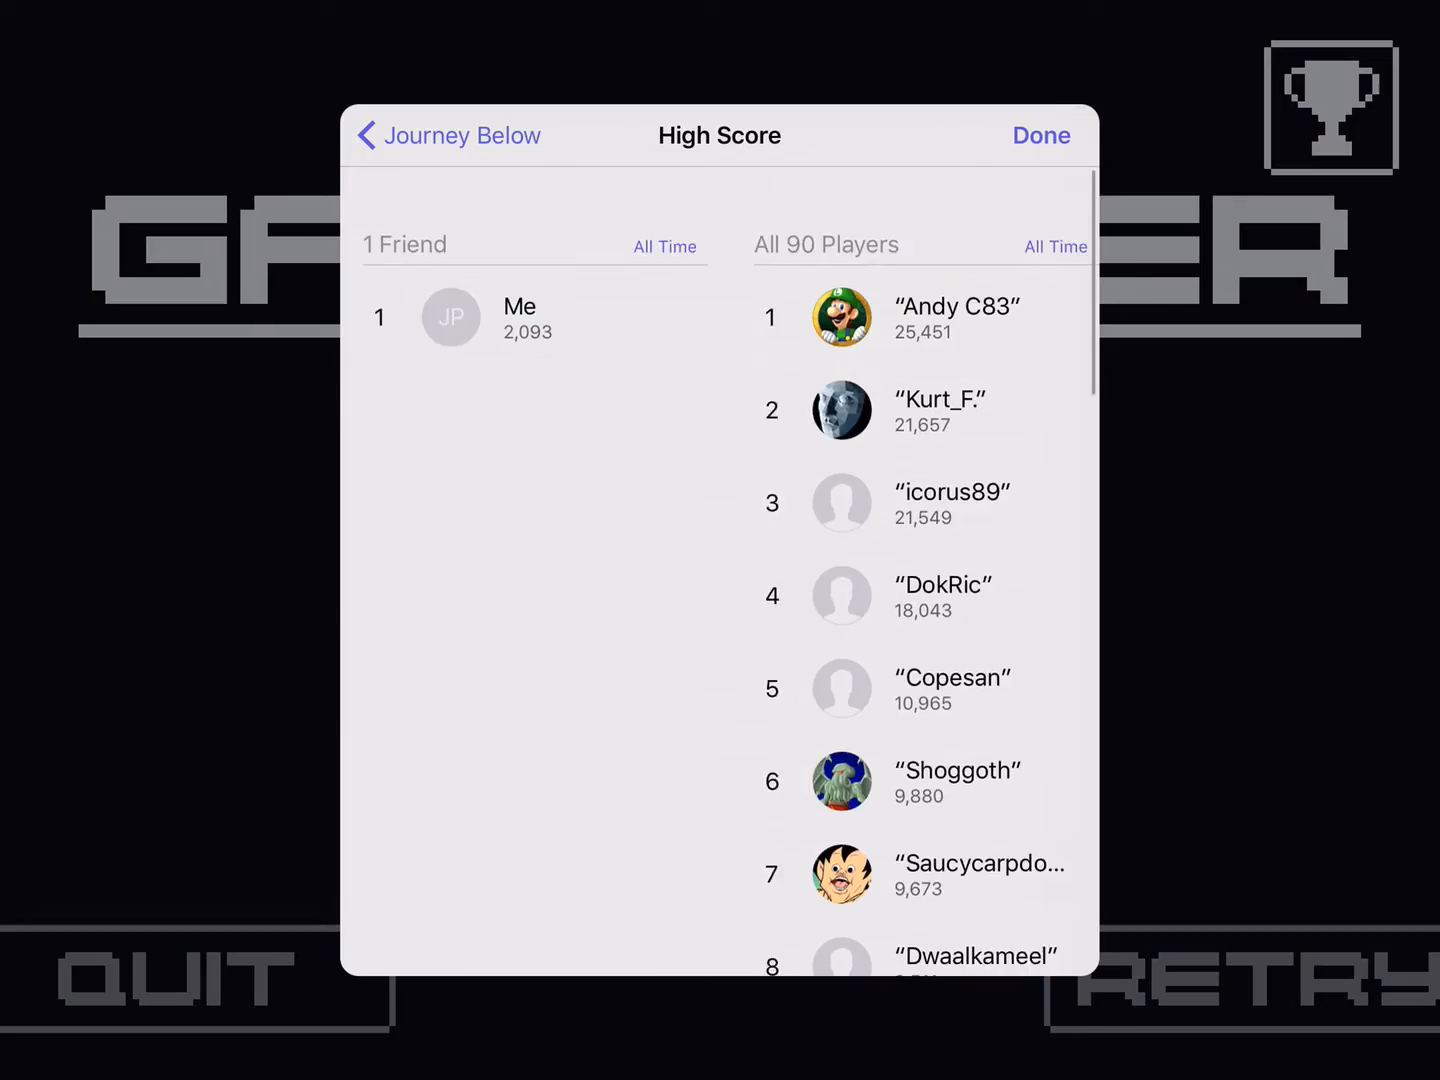 Journey Below
High Score
Done
1 Friend
All Time
1
JP
Me
2,093
All 90 Players
All Time
1
“Andy C83”
25,451
2
“Kurt_F.”
21,657
3
“icorus89”
21,549
4
“DokRic”
18,043
5
“Copesan”
10,965
6
“Shoggoth”
9,880
7
“Saucycarpdo...
9,673
8
“Dwaalkameel”
QUIT
RETRY